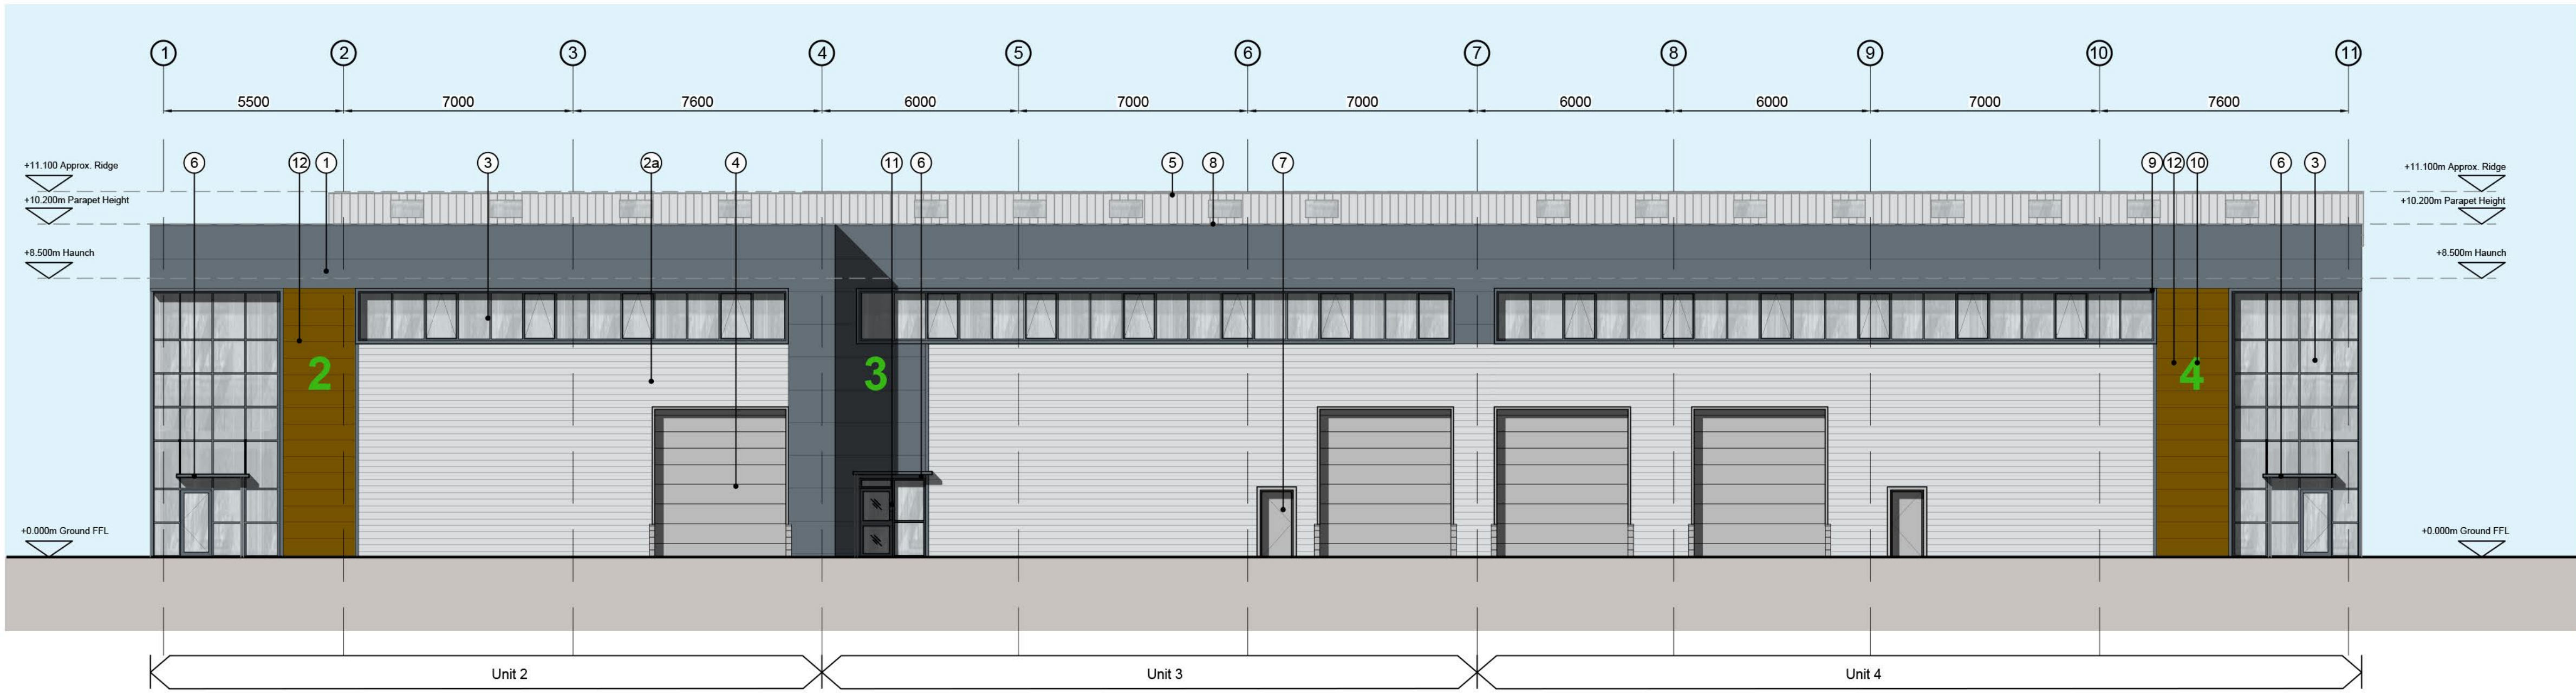 1 2 3 4 5 6 7 8 9 10 11
5500 7000 7600 6000 7000 7000 6000 6000 7000 7600
6 12 1 3 2a 4 11 6 5 8 7 9 12 10 6 3
+11.100 Approx. Ridge
+11.100m Approx. Ridge
+10.200m Parapet Height
+10.200m Parapet Height
+8.500m Haunch
+8.500m Haunch
2 3 4
+0.000m Ground FFL
+0.000m Ground FFL
Unit 2 Unit 3 Unit 4